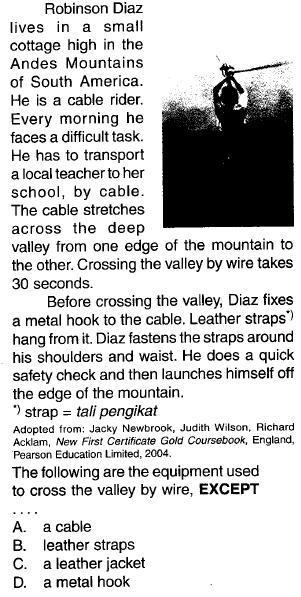 Robinson Diaz
lives in a small
cottage high in the
Andes Mountains
of South America.
He is a cable rider.
Every morning he
faces a difficult task.
He has to transport
a local teacher to her
school, by cable.
The cable stretches
across the deep
valley from one edge of the mountain to
the other. Crossing the valley by wire takes
30 seconds.
Before crossing the valley, Diaz fixes
a metal hook to the cable. Leather straps*)
hang from it. Diaz fastens the straps around
his shoulders and waist. He does a quick
safety check and then launches himself off
the edge of the mountain.
*) strap = tali pengikat
Adopted from: Jacky Newbrook, Judith Wilson, Richard
Acklam, New First Certificate Gold Coursebook, England,
Pearson Education Limited, 2004.
The following are the equipment used
to cross the valley by wire, EXCEPT
....
A. a cable
B. leather straps
C. a leather jacket
D. a metal hook